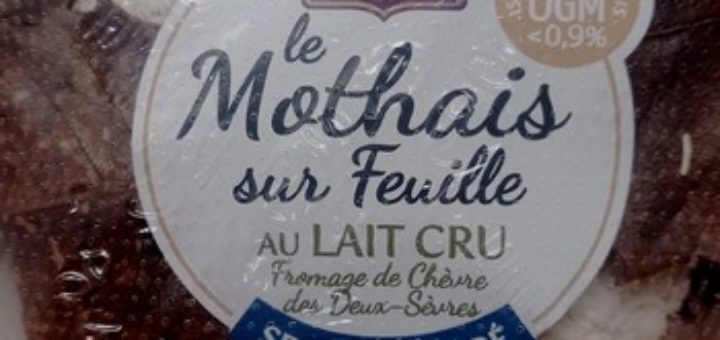 OGM
<0,9%
le
Mothais
sur Feuille
AU LAIT CRU
Fromage de Chèvre
des Deux-Sèvres